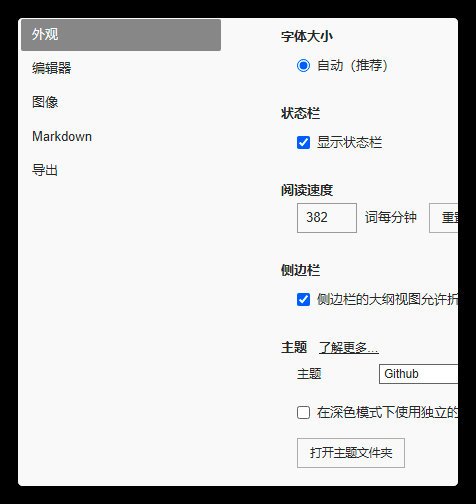 外观
编辑器
图像
Markdown
导出
字体大小
自动（推荐）
状态栏
显示状态栏
阅读速度
382 词每分钟 重置
侧边栏
侧边栏的大纲视图允许折
主题 了解更多...
主题 Github
在深色模式下使用独立的
打开主题文件夹